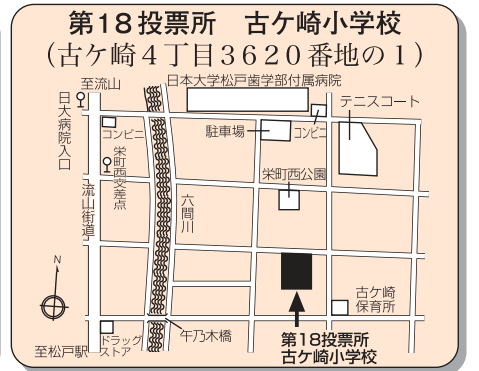 第18投票所　古ケ崎小学校
(古ケ崎4丁目3620番地の1)
至流山
日本大学松戸歯学部付属病院
日大病院入口
コンビニ
駐車場
コンビニ
テニスコート
栄町西交差点
栄町西公園
流山街道
六間川
N
古ケ崎
保育所
午乃木橋
ドラッグ
ストア
至松戸駅
第18投票所
古ケ崎小学校